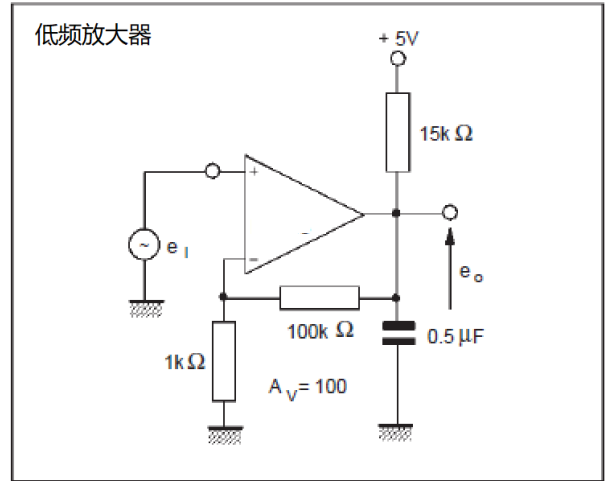 低频放大器
+ 5V
15k Ω
+
-
~
e I
−
e o
100k Ω
0.5 μF
1k Ω
A V = 100